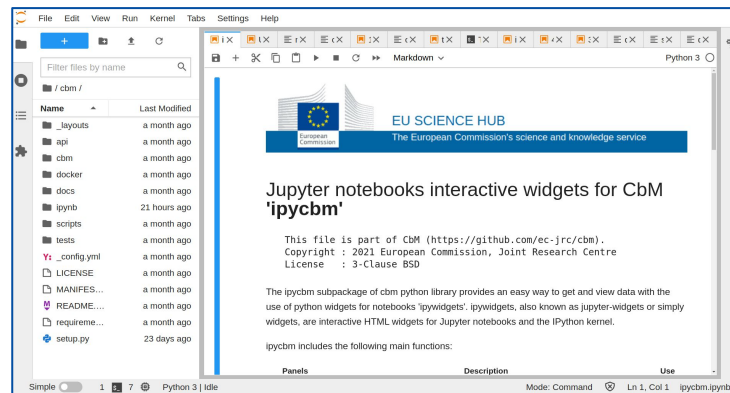 File Edit View Run Kernel Tabs Settings Help
Filter files by name
/ cbm /
Name Last Modified
_layouts a month ago
api a month ago
cbm a month ago
docker a month ago
docs a month ago
ipynb 21 hours ago
scripts a month ago
tests a month ago
_config.yml a month ago
LICENSE a month ago
MANIFES... a month ago
README.... a month ago
requireme... a month ago
setup.py 23 days ago
Markdown Python 3
European
Commission
EU SCIENCE HUB
The European Commission's science and knowledge service
Jupyter notebooks interactive widgets for CbM
'ipycbm'
This file is part of CbM (https://github.com/ec-jrc/cbm).
Copyright : 2021 European Commission, Joint Research Centre
License : 3-Clause BSD
The ipycbm subpackage of cbm python library provides an easy way to get and view data with the
use of python widgets for notebooks 'ipywidgets'. ipywidgets, also known as jupyter-widgets or simply
widgets, are interactive HTML widgets for Jupyter notebooks and the IPython kernel.
ipycbm includes the following main functions:
Panels Description Use
Simple 1 7 Python 3 | Idle Mode: Command Ln 1, Col 1 ipycbm.ipynb